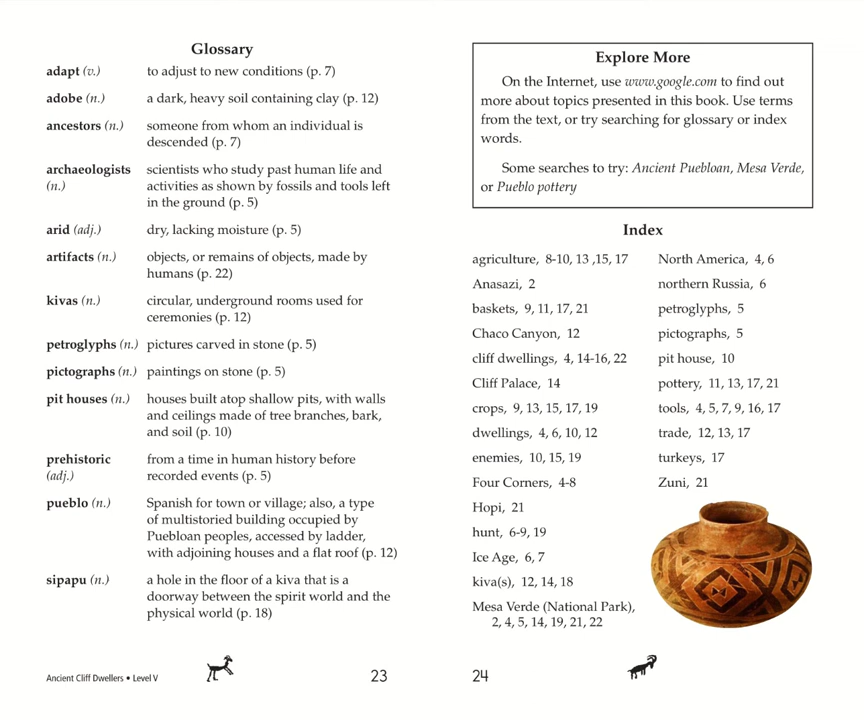 Glossary
adapt (v.) to adjust to new conditions (p. 7)
adobe (n.) a dark, heavy soil containing clay (p. 12)
ancestors (n.) someone from whom an individual is
descended (p. 7)
archaeologists scientists who study past human life and
(n.) activities as shown by fossils and tools left
in the ground (p. 5)
arid (adj.) dry, lacking moisture (p. 5)
artifacts (n.) objects, or remains of objects, made by
humans (p. 22)
kivas (n.) circular, underground rooms used for
ceremonies (p. 12)
petroglyphs (n.) pictures carved in stone (p. 5)
pictographs (n.) paintings on stone (p. 5)
pit houses (n.) houses built atop shallow pits, with walls
and ceilings made of tree branches, bark,
and soil (p. 10)
prehistoric from a time in human history before
(adj.) recorded events (p. 5)
pueblo (n.) Spanish for town or village; also, a type
of multistoried building occupied by
Puebloan peoples, accessed by ladder,
with adjoining houses and a flat roof (p. 12)
sipapu (n.) a hole in the floor of a kiva that is a
doorway between the spirit world and the
physical world (p. 18)
Ancient Cliff Dwellers • Level V
23
Explore More
On the Internet, use www.google.com to find out
more about topics presented in this book. Use terms
from the text, or try searching for glossary or index
words.
Some searches to try: Ancient Puebloan, Mesa Verde,
or Pueblo pottery
Index
agriculture, 8-10, 13 ,15, 17
Anasazi, 2
baskets, 9, 11, 17, 21
Chaco Canyon, 12
cliff dwellings, 4, 14-16, 22
Cliff Palace, 14
crops, 9, 13, 15, 17, 19
dwellings, 4, 6, 10, 12
enemies, 10, 15, 19
Four Corners, 4-8
Hopi, 21
hunt, 6-9, 19
Ice Age, 6, 7
kiva(s), 12, 14, 18
Mesa Verde (National Park),
2, 4, 5, 14, 19, 21, 22
North America, 4, 6
northern Russia, 6
petroglyphs, 5
pictographs, 5
pit house, 10
pottery, 11, 13, 17, 21
tools, 4, 5, 7, 9, 16, 17
trade, 12, 13, 17
turkeys, 17
Zuni, 21
24